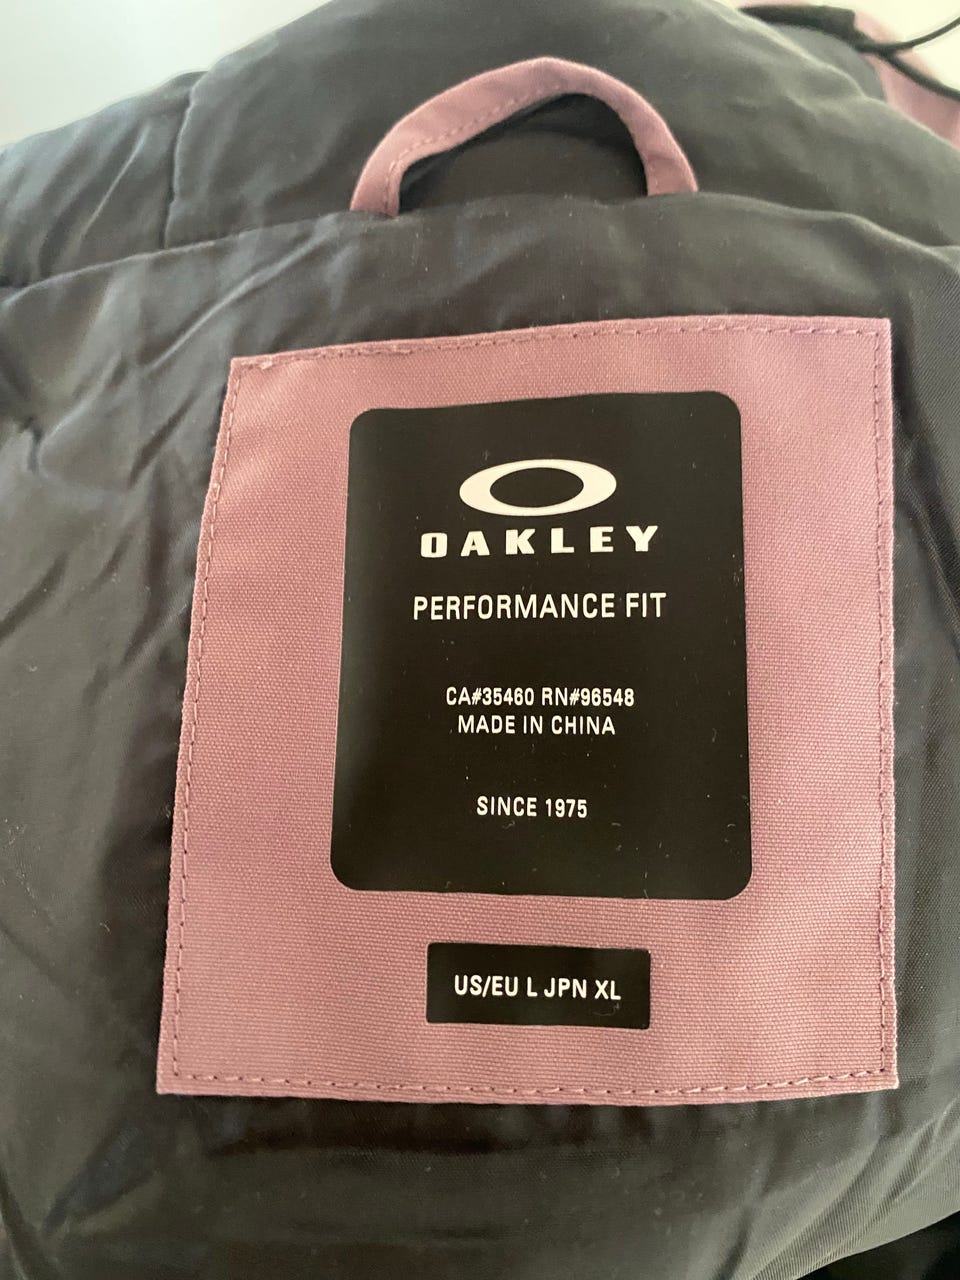 OAKLEY
PERFORMANCE FIT
CA#35460 RN#96548
MADE IN CHINA
SINCE 1975
US/EU L JPN XL